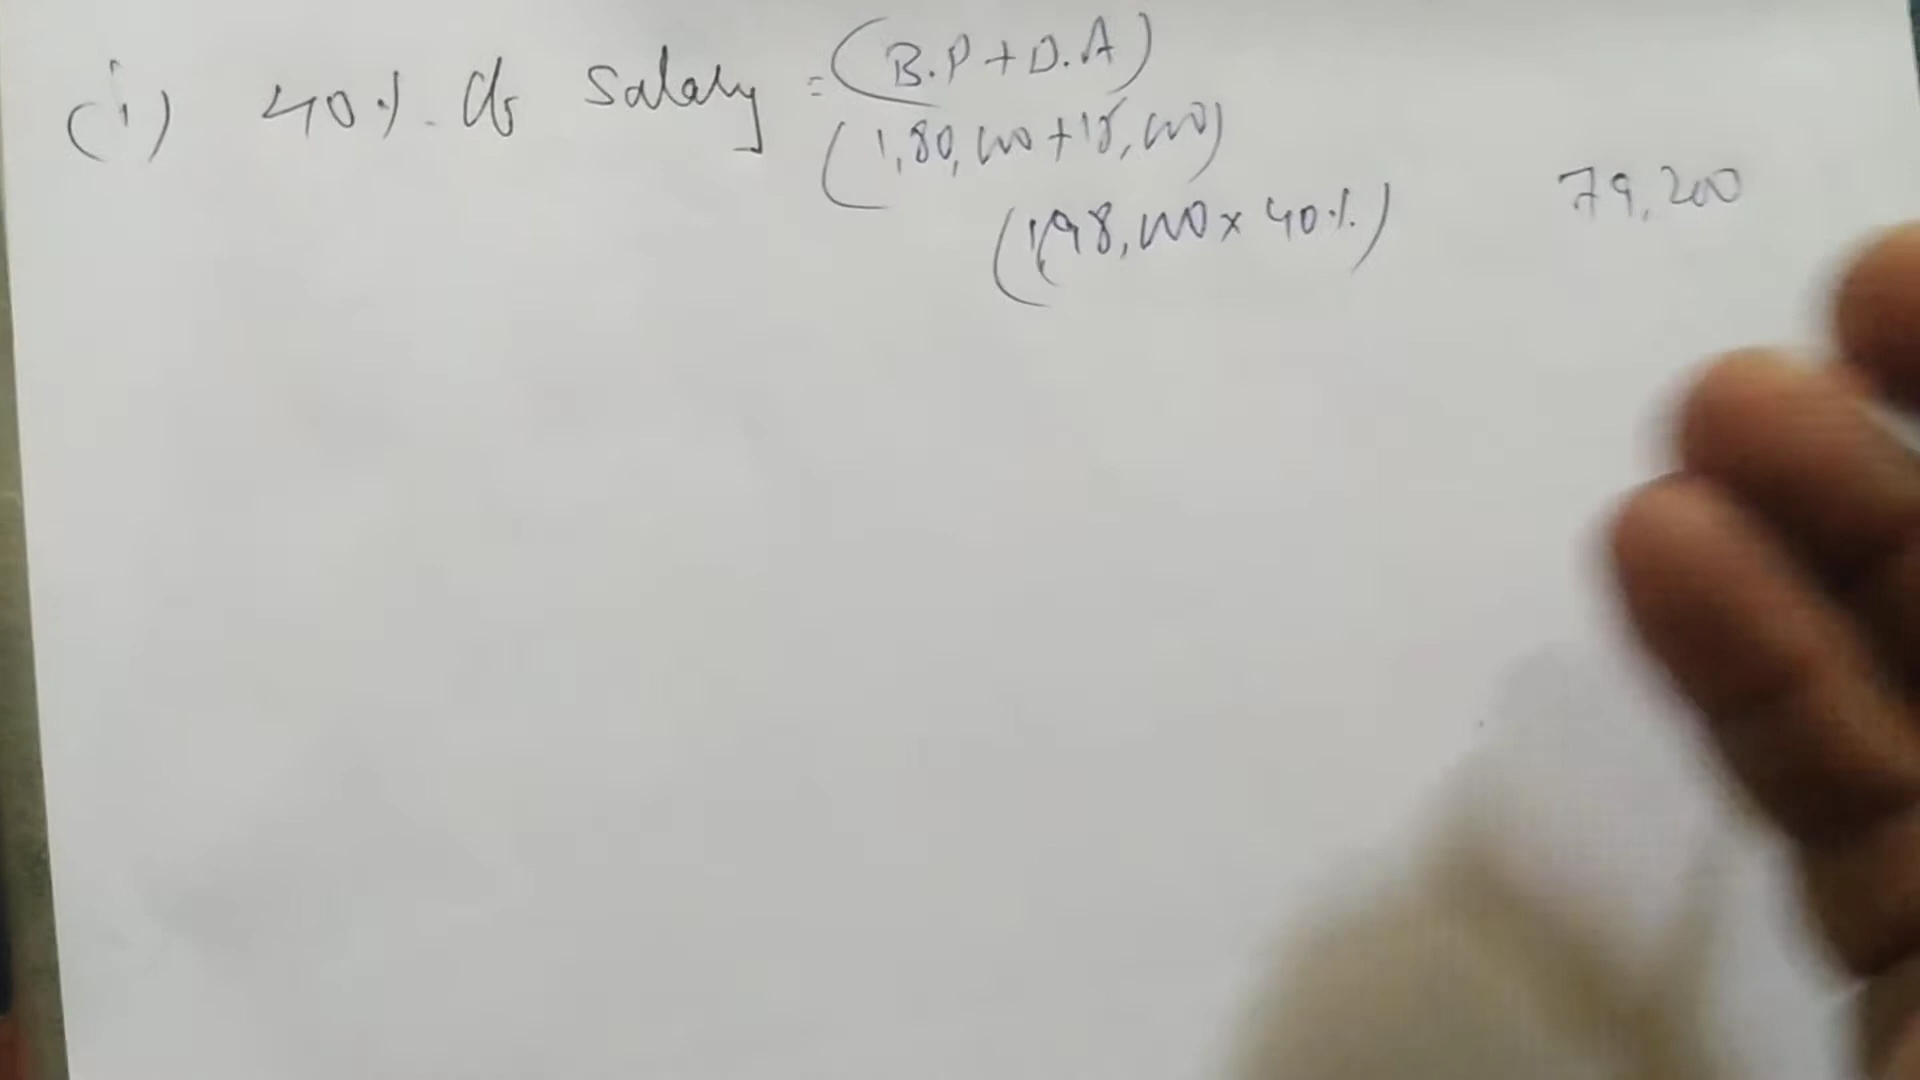 (i) 40%. of Salary = (B.P + D.A)
(1,80,000 + 18,000)
(1,98,000 x 40%) 79,200